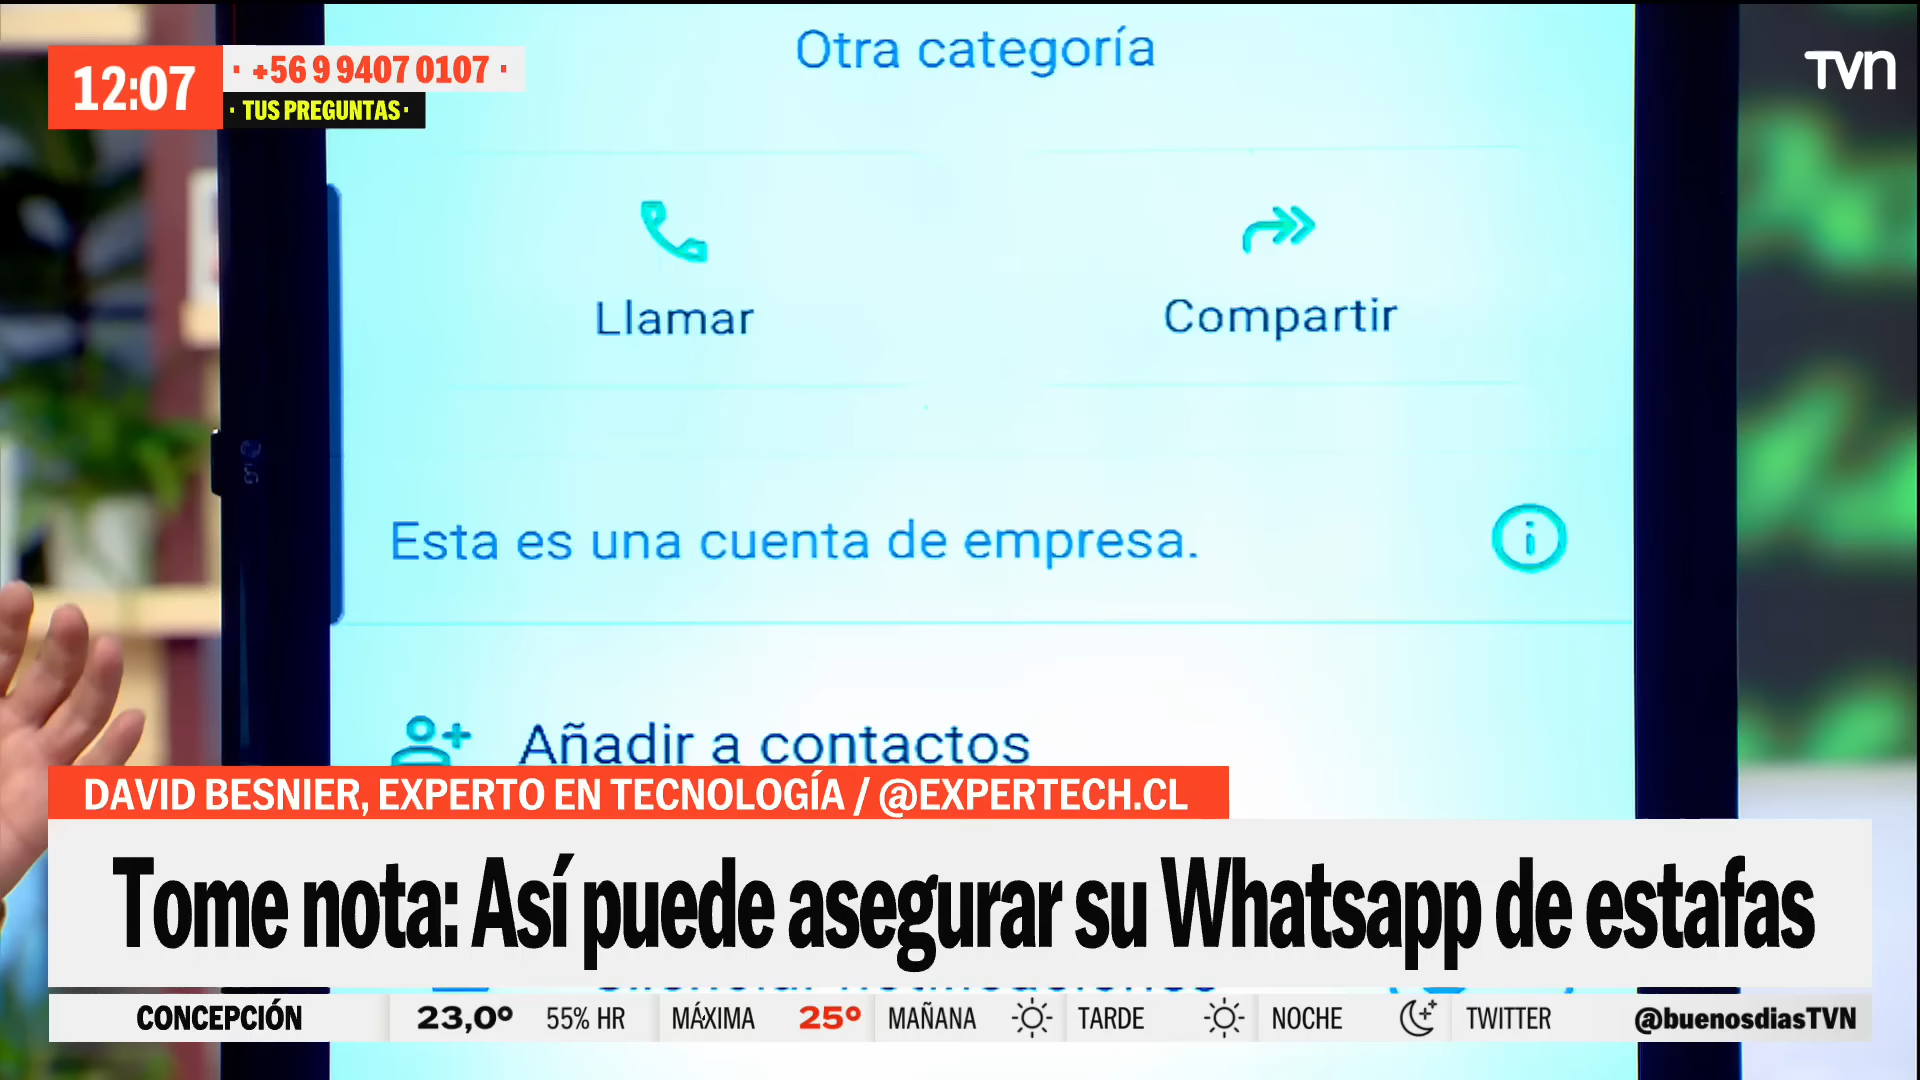 Otra categoría
12:07
· +56 9 9407 0107 ·
· TUS PREGUNTAS ·
TVN
Llamar
Compartir
Esta es una cuenta de empresa.
Añadir a contactos
DAVID BESNIER, EXPERTO EN TECNOLOGÍA / @EXPERTECH.CL
Tome nota: Así puede asegurar su Whatsapp de estafas
CONCEPCIÓN 23,0° 55% HR MÁXIMA 25° MAÑANA TARDE NOCHE TWITTER @buenosdiasTVN